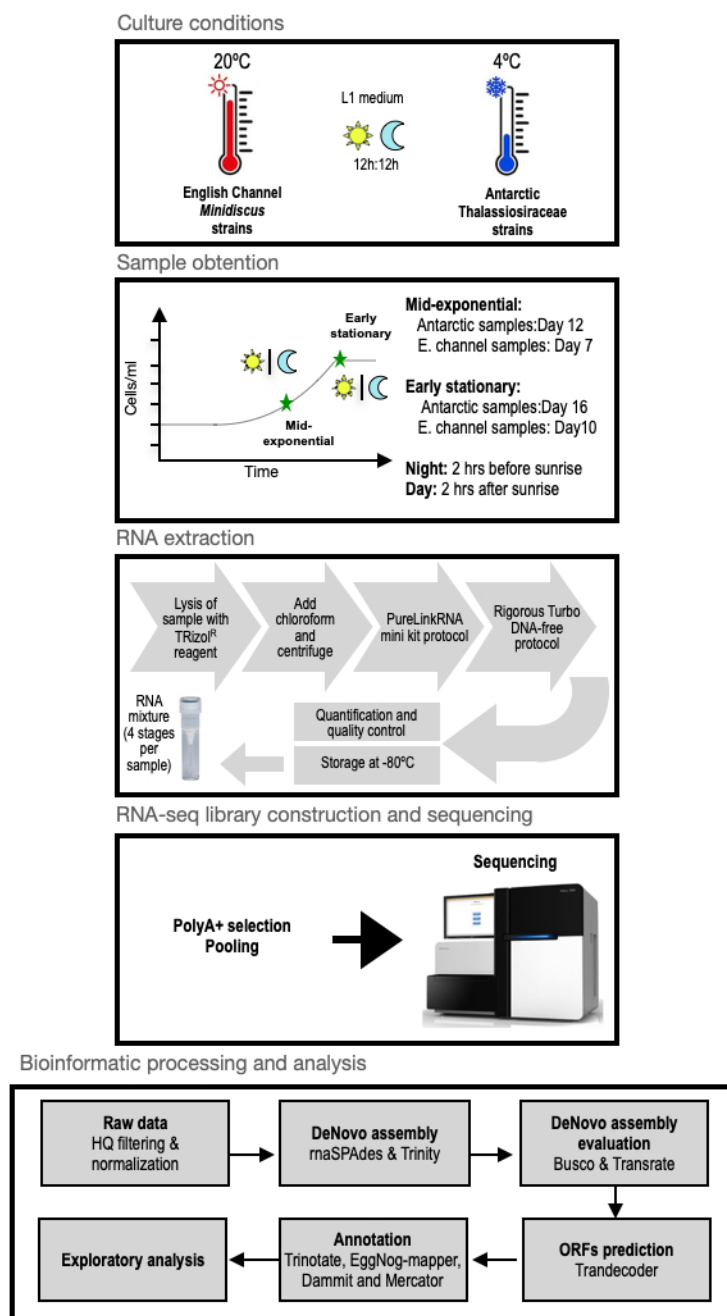 Culture conditions
20ºC
4ºC
L1 medium
12h:12h
English Channel
Minidiscus
strains
Antarctic
Thalassiosiraceae
strains
Sample obtention
Cells/ml
Time
Mid-
exponential
Early
stationary
Mid-exponential:
Antarctic samples:Day 12
E. channel samples: Day 7
Early stationary:
Antarctic samples:Day 16
E. channel samples: Day10
Night: 2 hrs before sunrise
Day: 2 hrs after sunrise
RNA extraction
Lysis of
sample with
TRizolR
reagent
Add
chloroform
and
centrifuge
PureLinkRNA
mini kit protocol
Rigorous Turbo
DNA-free
protocol
Quantification and
quality control
Storage at -80ºC
RNA
mixture
(4 stages
per
sample)
RNA-seq library construction and sequencing
PolyA+ selection
Pooling
Sequencing
Bioinformatic processing and analysis
Raw data
HQ filtering &
normalization
DeNovo assembly
rnaSPAdes & Trinity
DeNovo assembly
evaluation
Busco & Transrate
ORFs prediction
Trandecoder
Annotation
Trinotate, EggNog-mapper,
Dammit and Mercator
Exploratory analysis